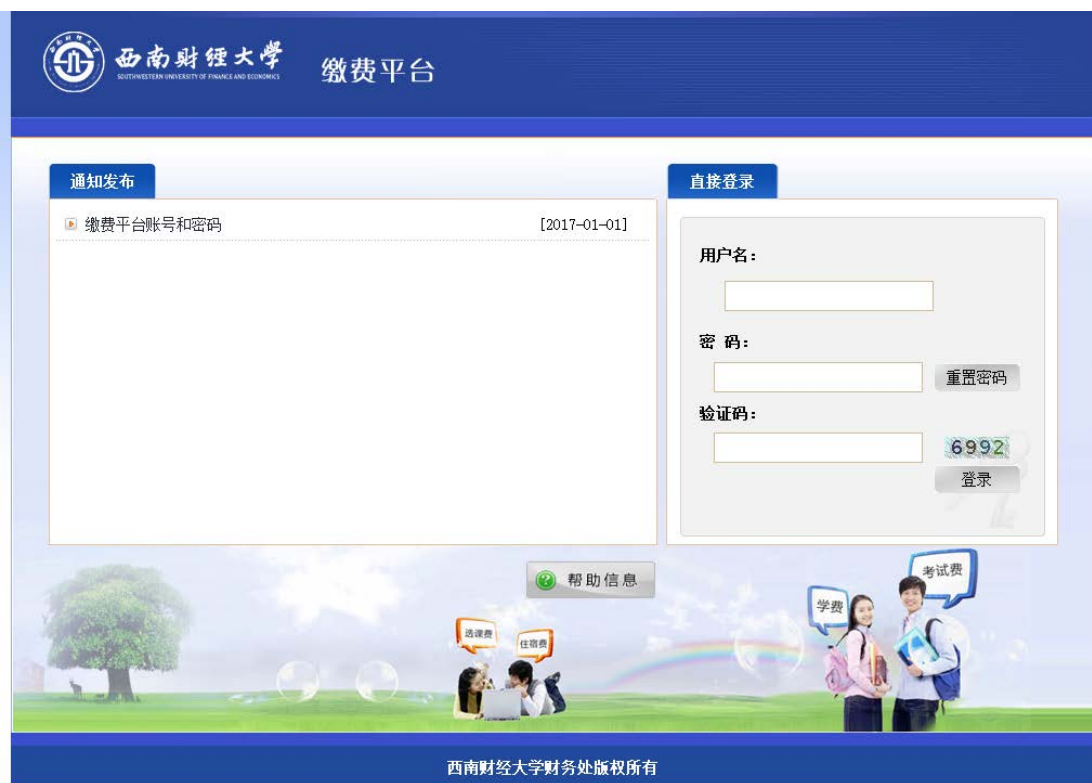 西南财经大學
SOUTHWESTERN UNIVERSITY OF FINANCE AND ECONOMICS
缴费平台
通知发布
缴费平台账号和密码 [2017-01-01]
直接登录
用户名：
密 码：
重置密码
验证码：
6992
登录
帮助信息
选课费
住宿费
学费
考试费
西南财经大学财务处版权所有